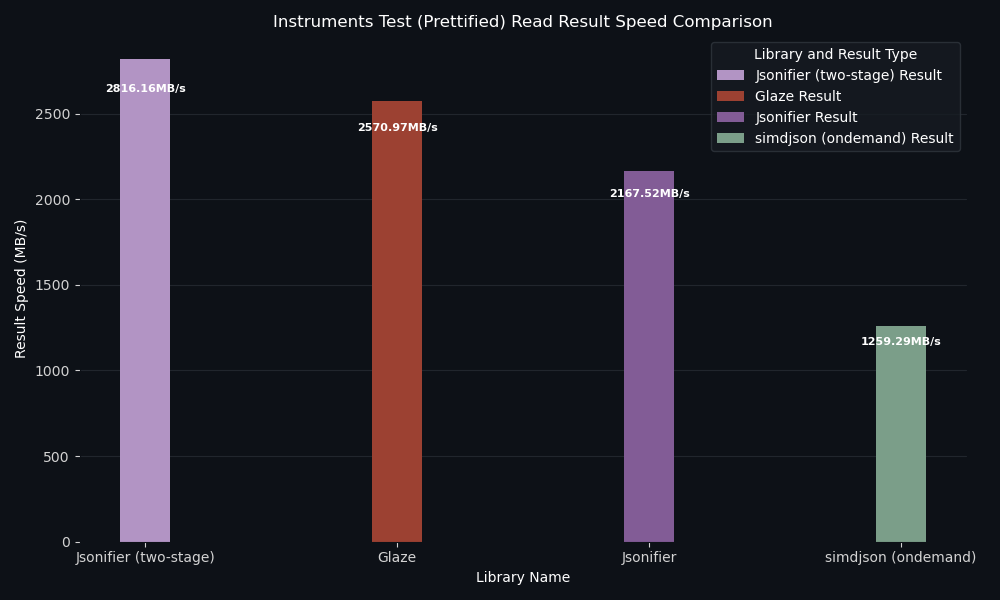 Instruments Test (Prettified) Read Result Speed Comparison
Library and Result Type
Jsonifier (two-stage) Result
Glaze Result
Jsonifier Result
simdjson (ondemand) Result
2816.16MB/s
2570.97MB/s
2167.52MB/s
1259.29MB/s
Result Speed (MB/s)
2500
2000
1500
1000
500
0
Jsonifier (two-stage)
Glaze
Jsonifier
simdjson (ondemand)
Library Name